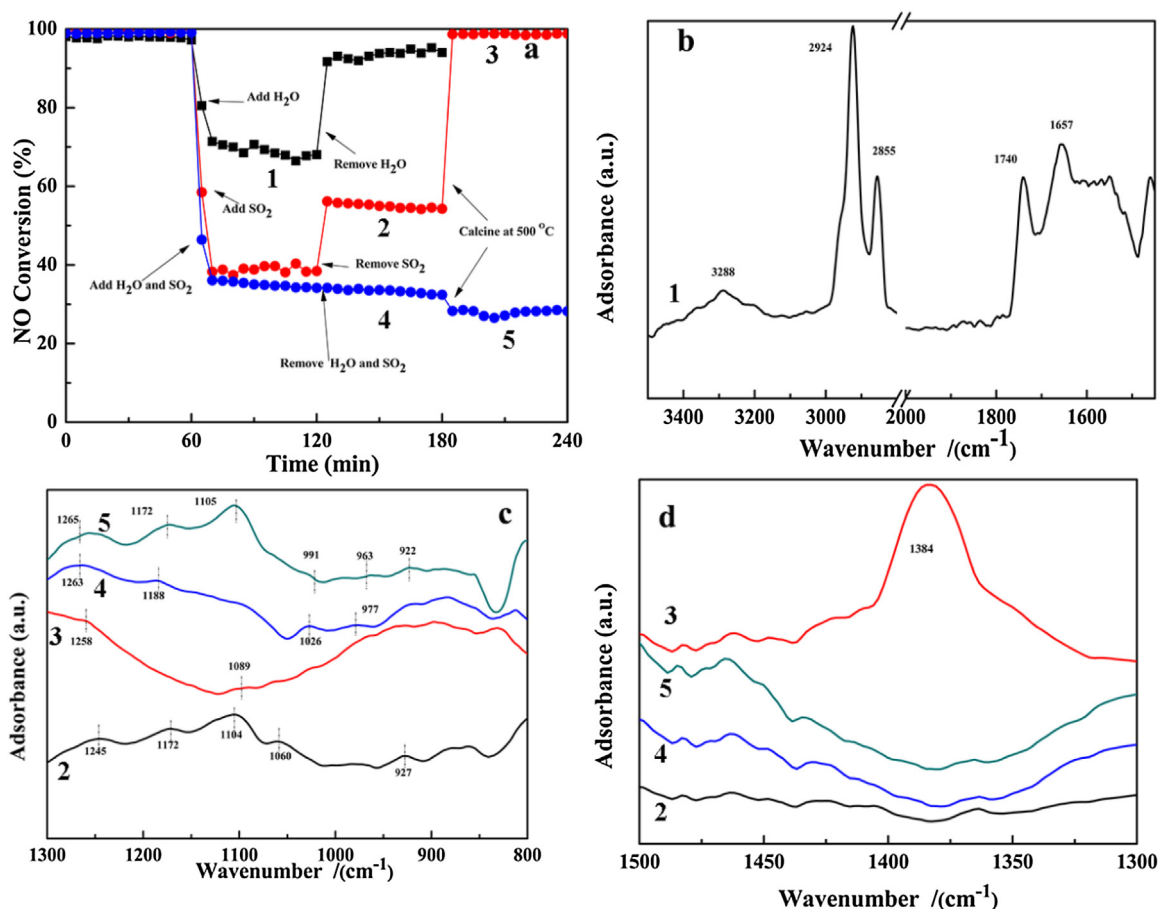 100
80
60
40
20
0
NO Conversion (%)
0 60 120 180 240
Time (min)
3 a
Add H₂O
1
Remove H₂O
Add SO₂
2
Calcine at 500 °C
Remove SO₂
Add H₂O and SO₂
4
5
Remove H₂O and SO₂
b
2924
2855
1657
1740
3288
1
Adsorbance (a.u.)
3400 3200 3000 2000 1800 1600
Wavenumber /(cm⁻¹)
c
1105
1172
1265
5
991 963 922
1263
4
1188
977
1026
3
1258
1089
1245 1172 1104 1060
927
2
Adsorbance (a.u.)
1300 1200 1100 1000 900 800
Wavenumber /(cm⁻¹)
d
1384
3
5
4
2
Adsorbance (a.u.)
1500 1450 1400 1350 1300
Wavenumber /(cm⁻¹)